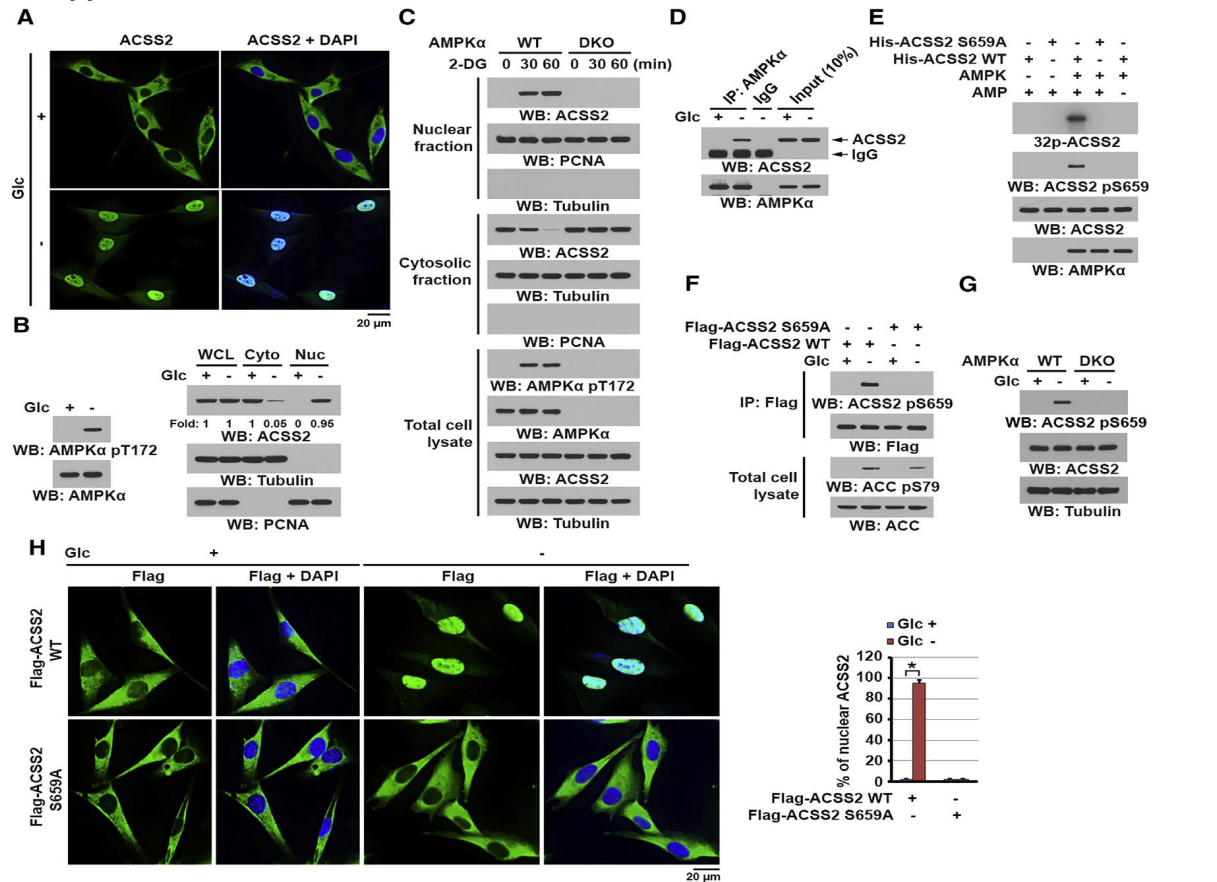 A
ACSS2
ACSS2 + DAPI
Glc
+
-
20 µm
B
Glc + -
WB: AMPKα pT172
WB: AMPKα
WCL Cyto Nuc
Glc + - + - + -
Fold: 1 1 1 0.05 0 0.95
WB: ACSS2
WB: Tubulin
WB: PCNA
C
AMPKα WT DKO
2-DG 0 30 60 0 30 60 (min)
Nuclear
fraction
WB: ACSS2
WB: PCNA
WB: Tubulin
Cytosolic
fraction
WB: ACSS2
WB: Tubulin
WB: PCNA
Total cell
lysate
WB: AMPKα pT172
WB: AMPKα
WB: ACSS2
WB: Tubulin
D
IP: AMPKα
IgG
Input (10%)
Glc + - - + -
ACSS2
IgG
WB: ACSS2
WB: AMPKα
E
His-ACSS2 S659A - + - + -
His-ACSS2 WT + - + - +
AMPK - - + + +
AMP + + + + -
32p-ACSS2
WB: ACSS2 pS659
WB: ACSS2
WB: AMPKα
F
Flag-ACSS2 S659A - - + +
Flag-ACSS2 WT + + - -
Glc + - + -
IP: Flag
WB: ACSS2 pS659
WB: Flag
Total cell
lysate
WB: ACC pS79
WB: ACC
G
AMPKα WT DKO
Glc + - + -
WB: ACSS2 pS659
WB: ACSS2
WB: Tubulin
H
Glc + -
Flag Flag + DAPI Flag Flag + DAPI
Flag-ACSS2
WT
Flag-ACSS2
S659A
20 µm
Glc +
Glc -
% of nuclear ACSS2
120
100
80
60
40
20
0
*
Flag-ACSS2 WT + -
Flag-ACSS2 S659A - +